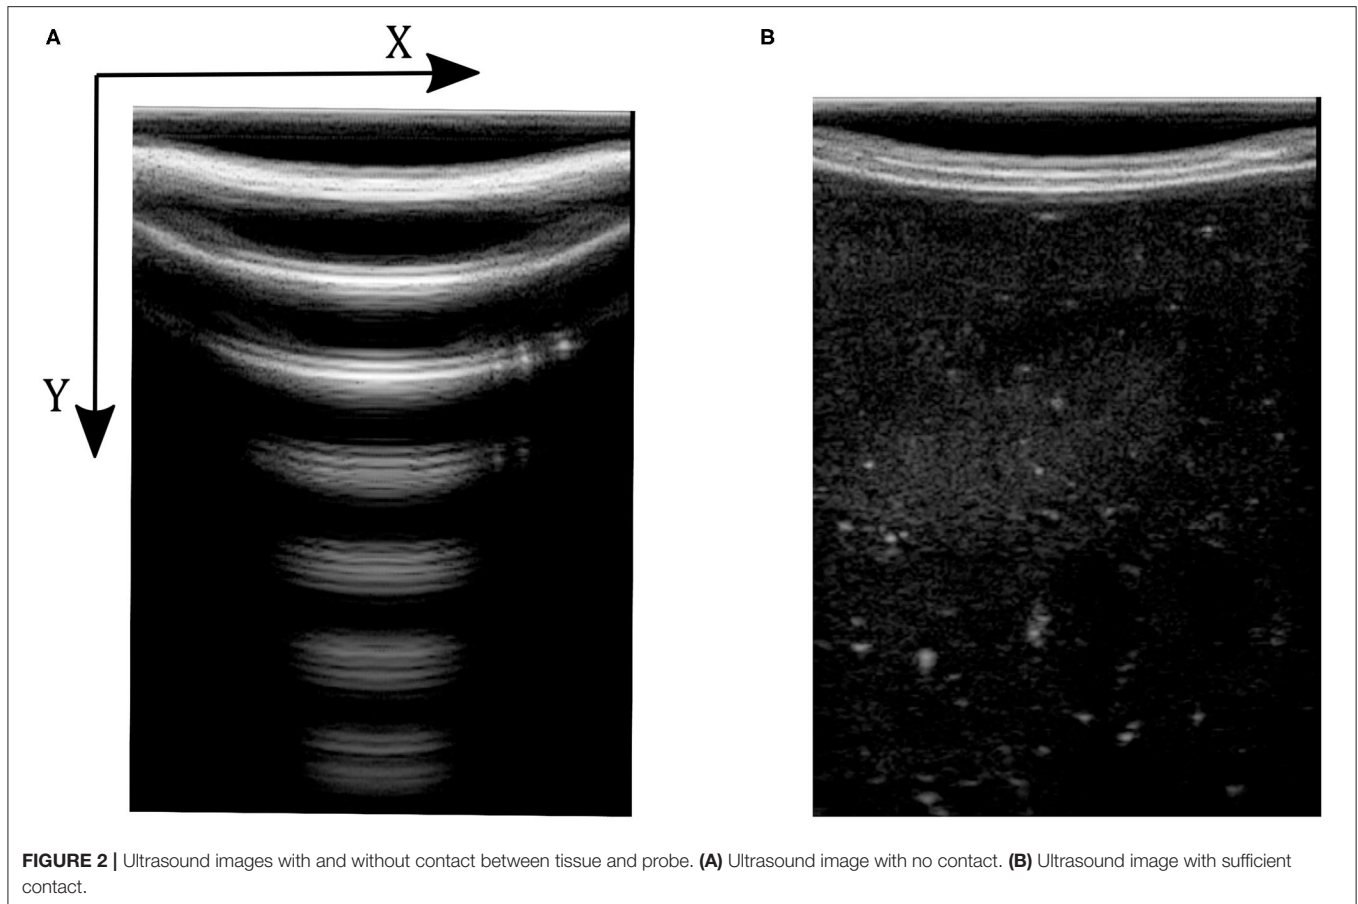 A
B
X
Y
FIGURE 2 | Ultrasound images with and without contact between tissue and probe. (A) Ultrasound image with no contact. (B) Ultrasound image with sufficient
contact.